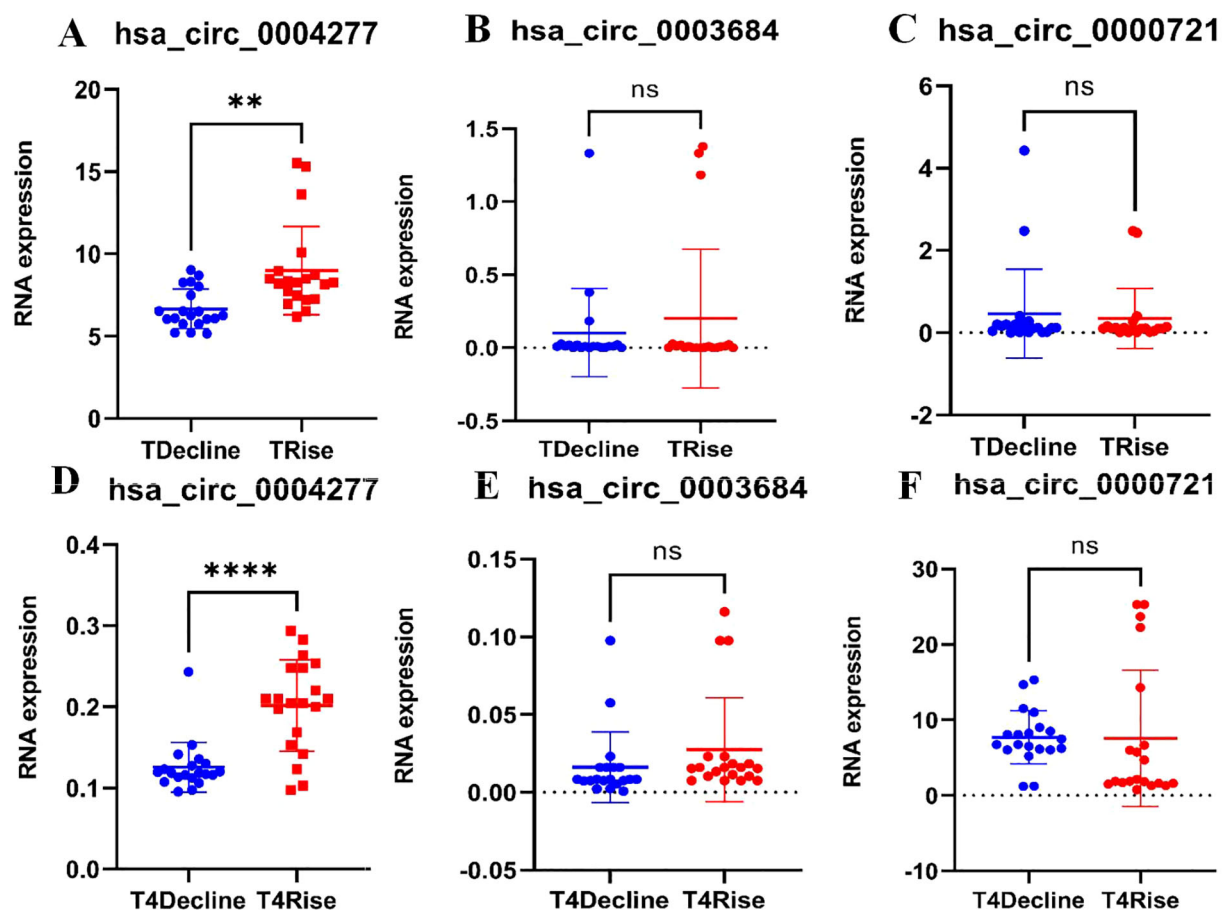 A hsa_circ_0004277
RNA expression
20
15
10
5
0
**
TDecline TRise
B hsa_circ_0003684
RNA expression
1.5
1.0
0.5
0.0
-0.5
ns
TDecline TRise
C hsa_circ_0000721
RNA expression
6
4
2
0
-2
ns
TDecline TRise
D hsa_circ_0004277
RNA expression
0.4
0.3
0.2
0.1
0.0
****
T4Decline T4Rise
E hsa_circ_0003684
RNA expression
0.15
0.10
0.05
0.00
-0.05
ns
T4Decline T4Rise
F hsa_circ_0000721
RNA expression
30
20
10
0
-10
ns
T4Decline T4Rise